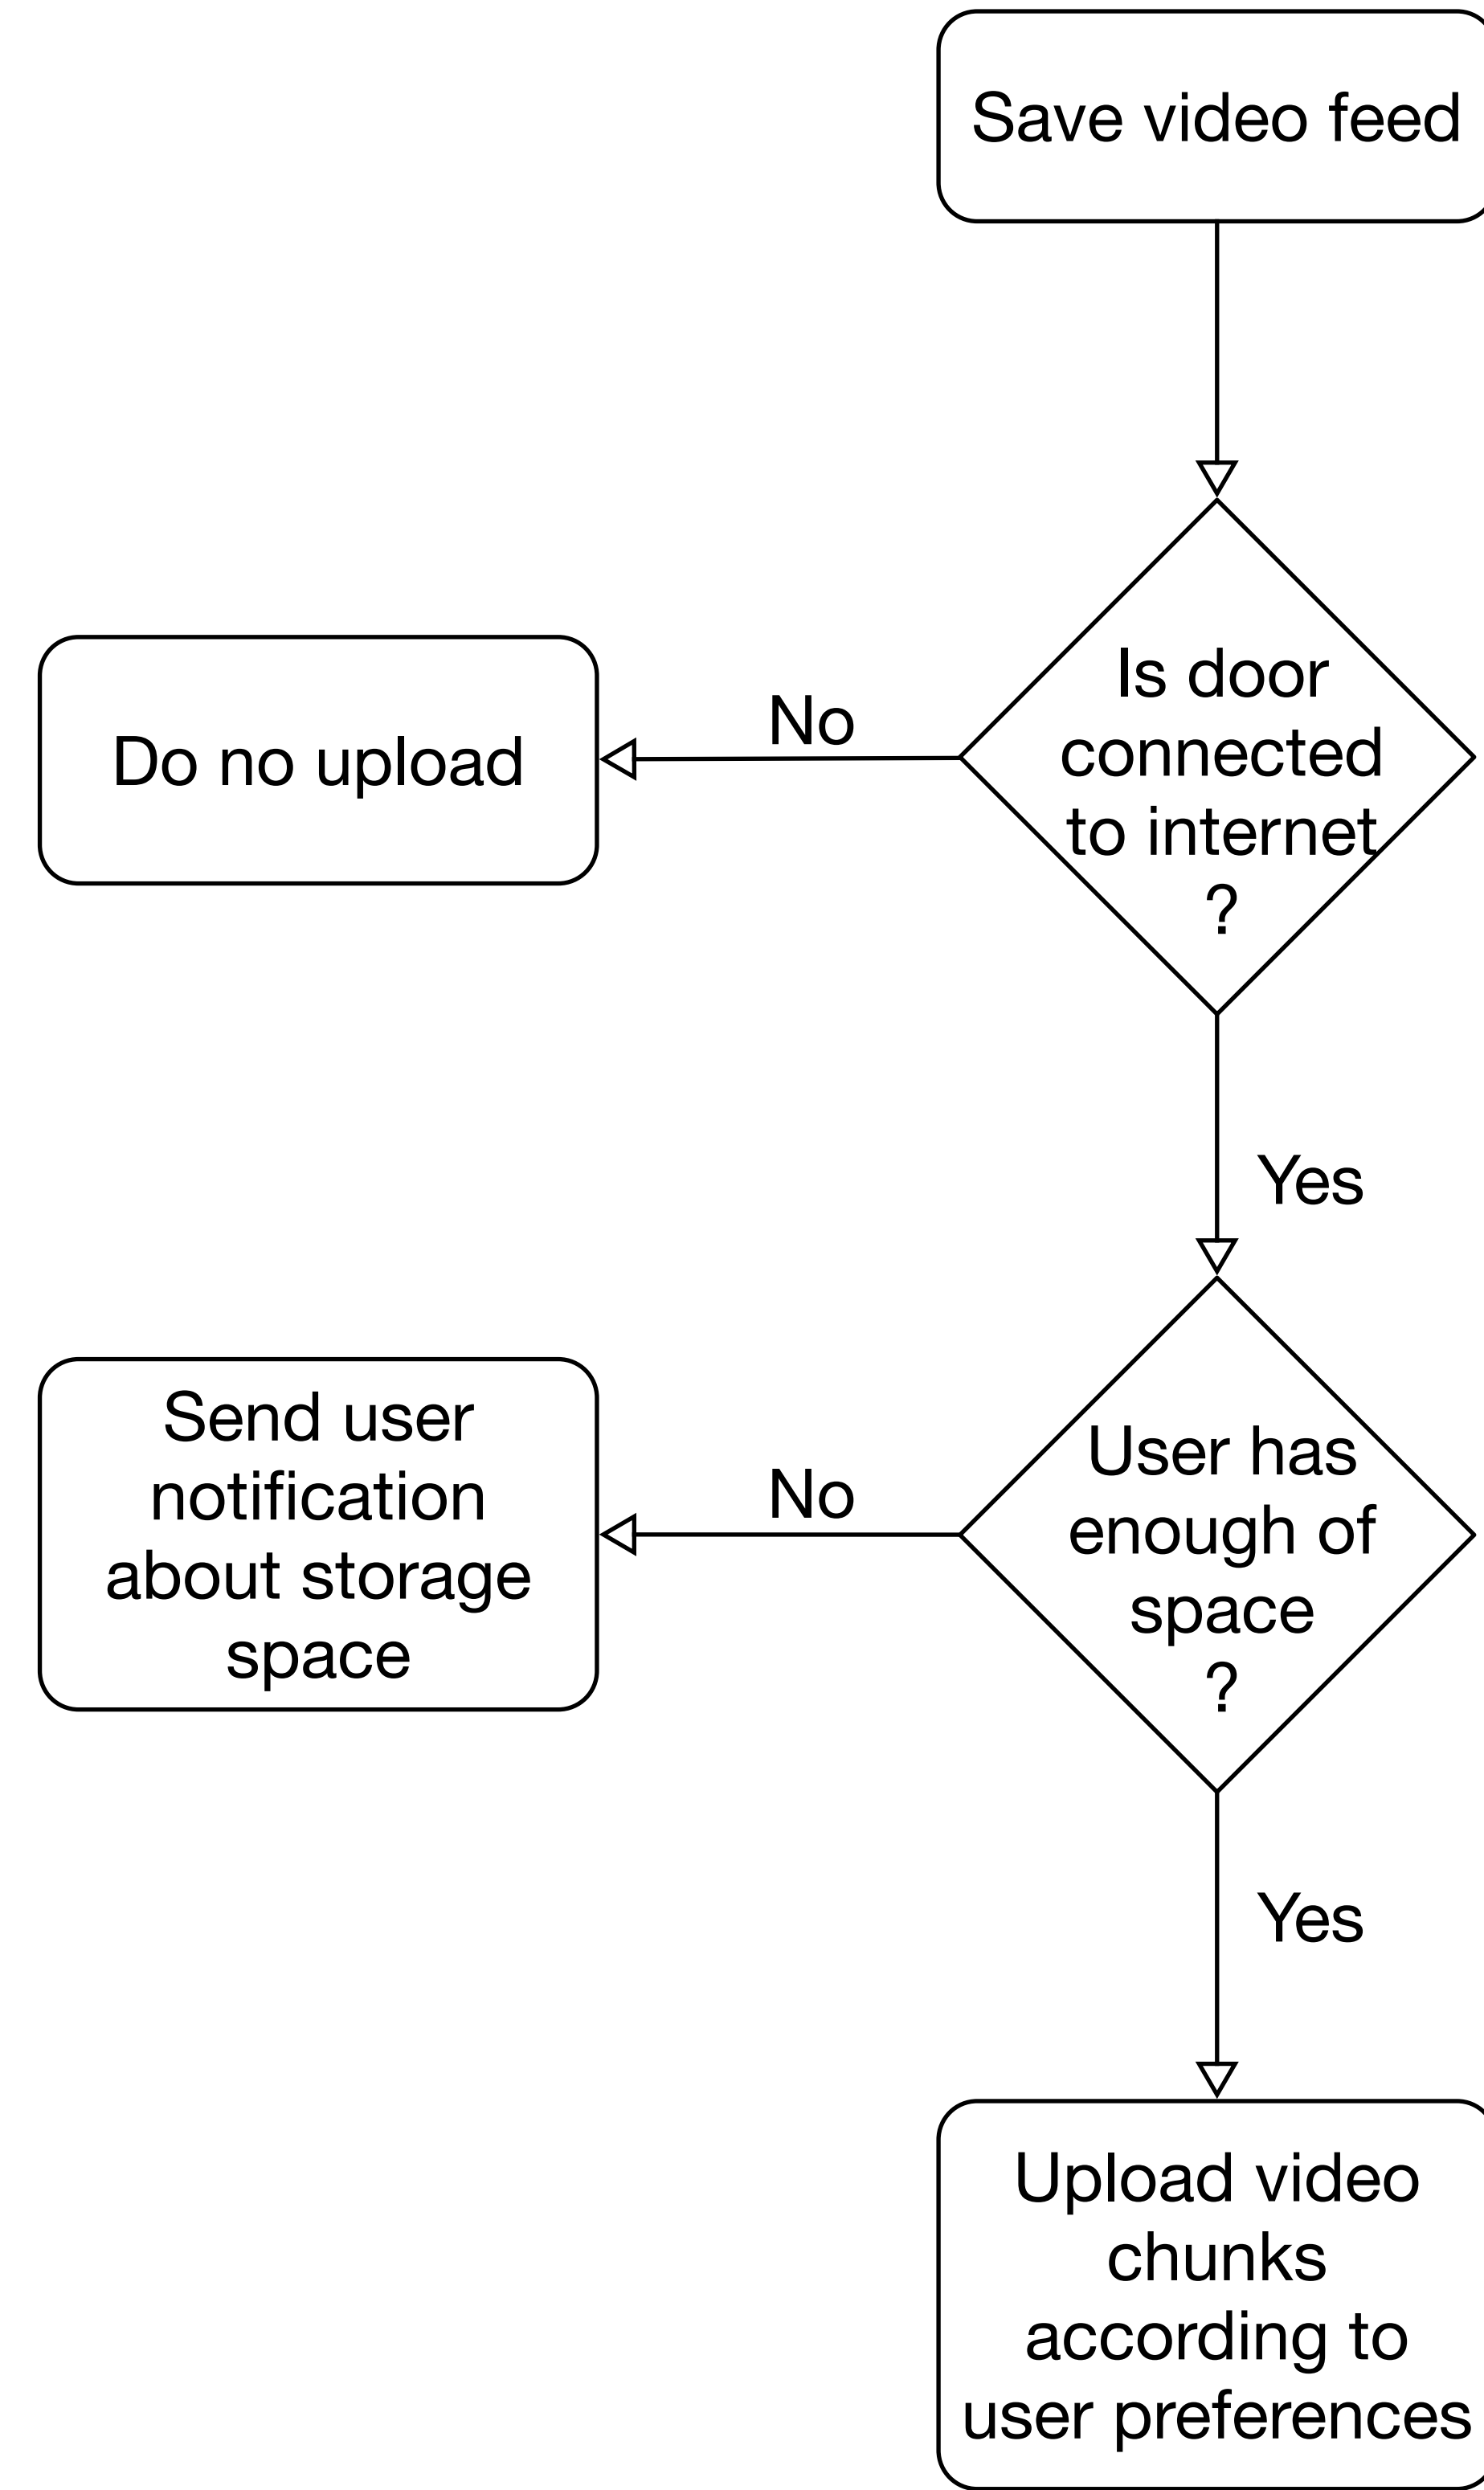 Save video feed
Is door
connected
to internet
?
No
Do no upload
Yes
User has
enough of
space
?
No
Send user
notification
about storage
space
Yes
Upload video
chunks
according to
user preferences